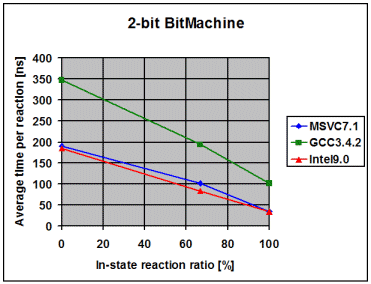 2-bit BitMachine
Average time per reaction [ns]
400
350
300
250
200
150
100
50
0
0 20 40 60 80 100
In-state reaction ratio [%]
MSVC7.1
GCC3.4.2
Intel9.0